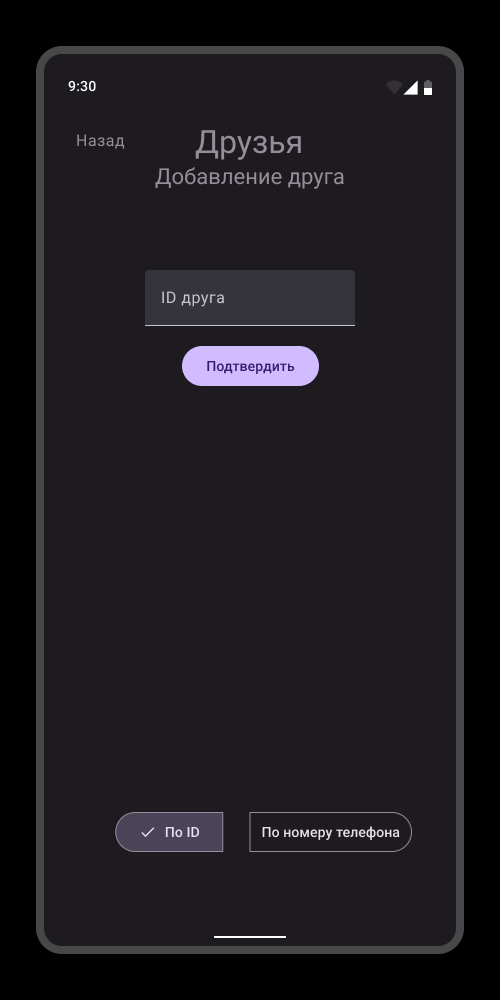 9:30
Назад
Друзья
Добавление друга
ID друга
Подтвердить
По ID
По номеру телефона